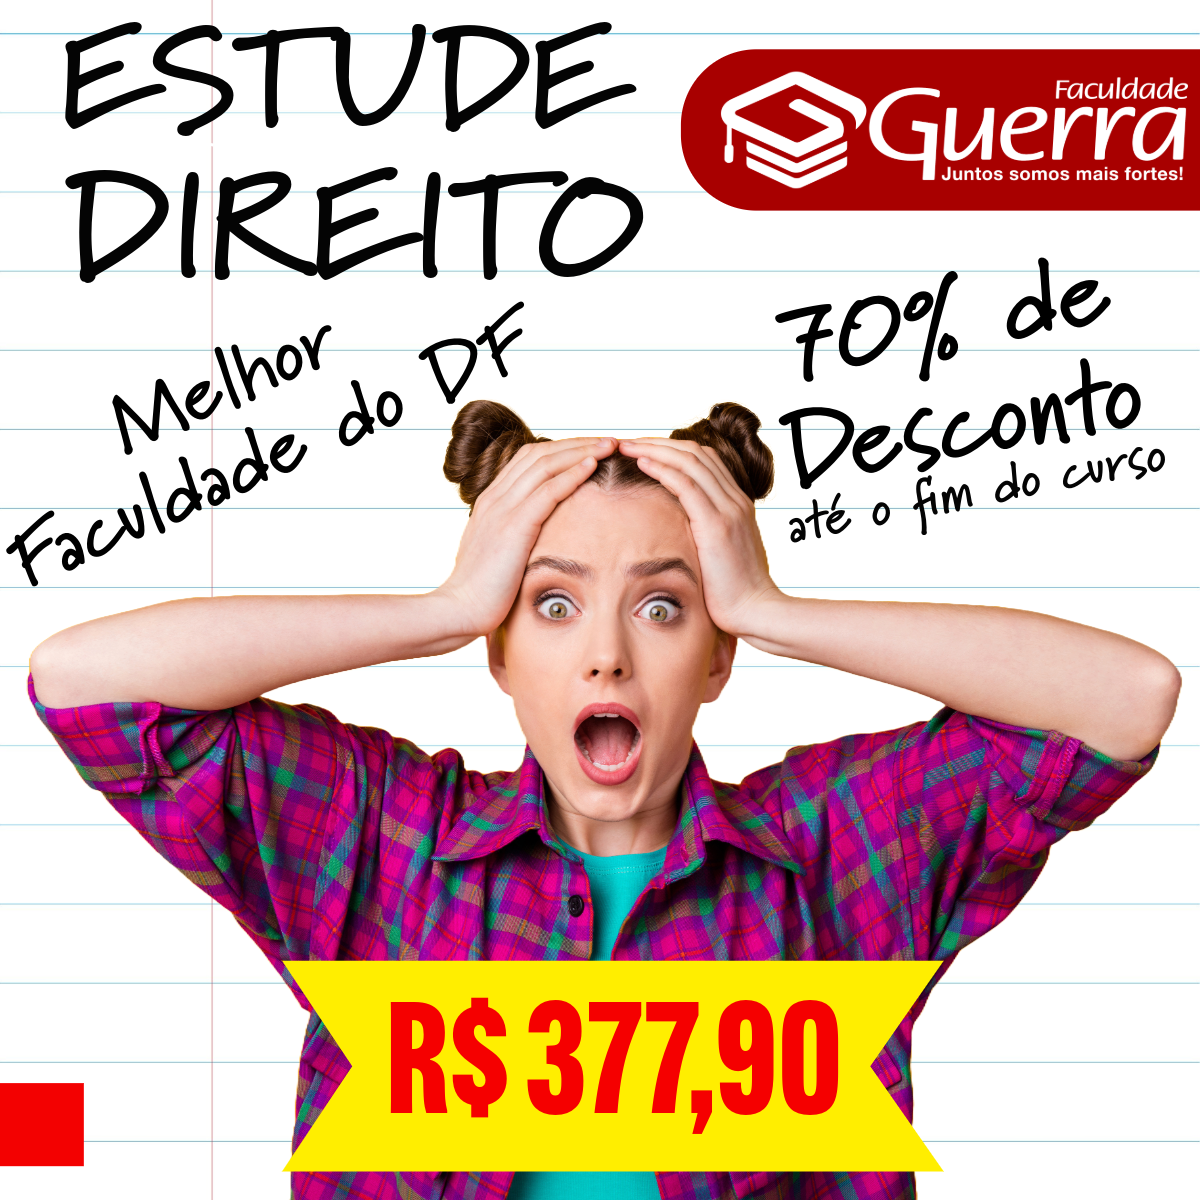 ESTUDE
DIREITO
Faculdade
Guerra
Juntos somos mais fortes!
Melhor
Faculdade do DF
70% de
Desconto
até o fim do curso
R$ 377,90